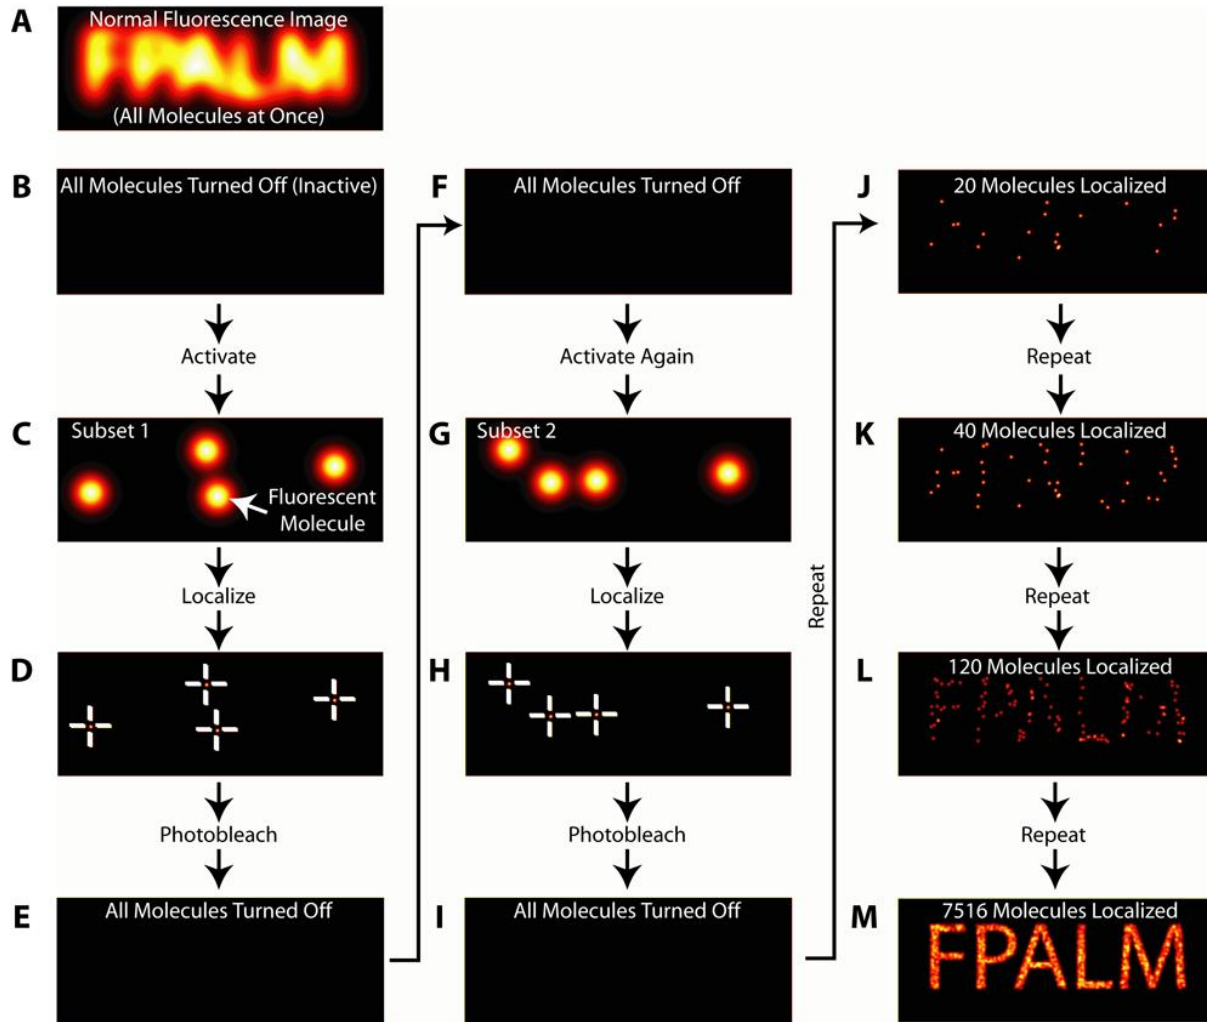 A
Normal Fluorescence Image
FPALM
(All Molecules at Once)
B
All Molecules Turned Off (Inactive)
Activate
C
Subset 1
Fluorescent
Molecule
Localize
D
Photobleach
E
All Molecules Turned Off
F
All Molecules Turned Off
Activate Again
G
Subset 2
Localize
H
Photobleach
I
All Molecules Turned Off
Repeat
J
20 Molecules Localized
Repeat
K
40 Molecules Localized
Repeat
L
120 Molecules Localized
FPALM
Repeat
M
7516 Molecules Localized
FPALM